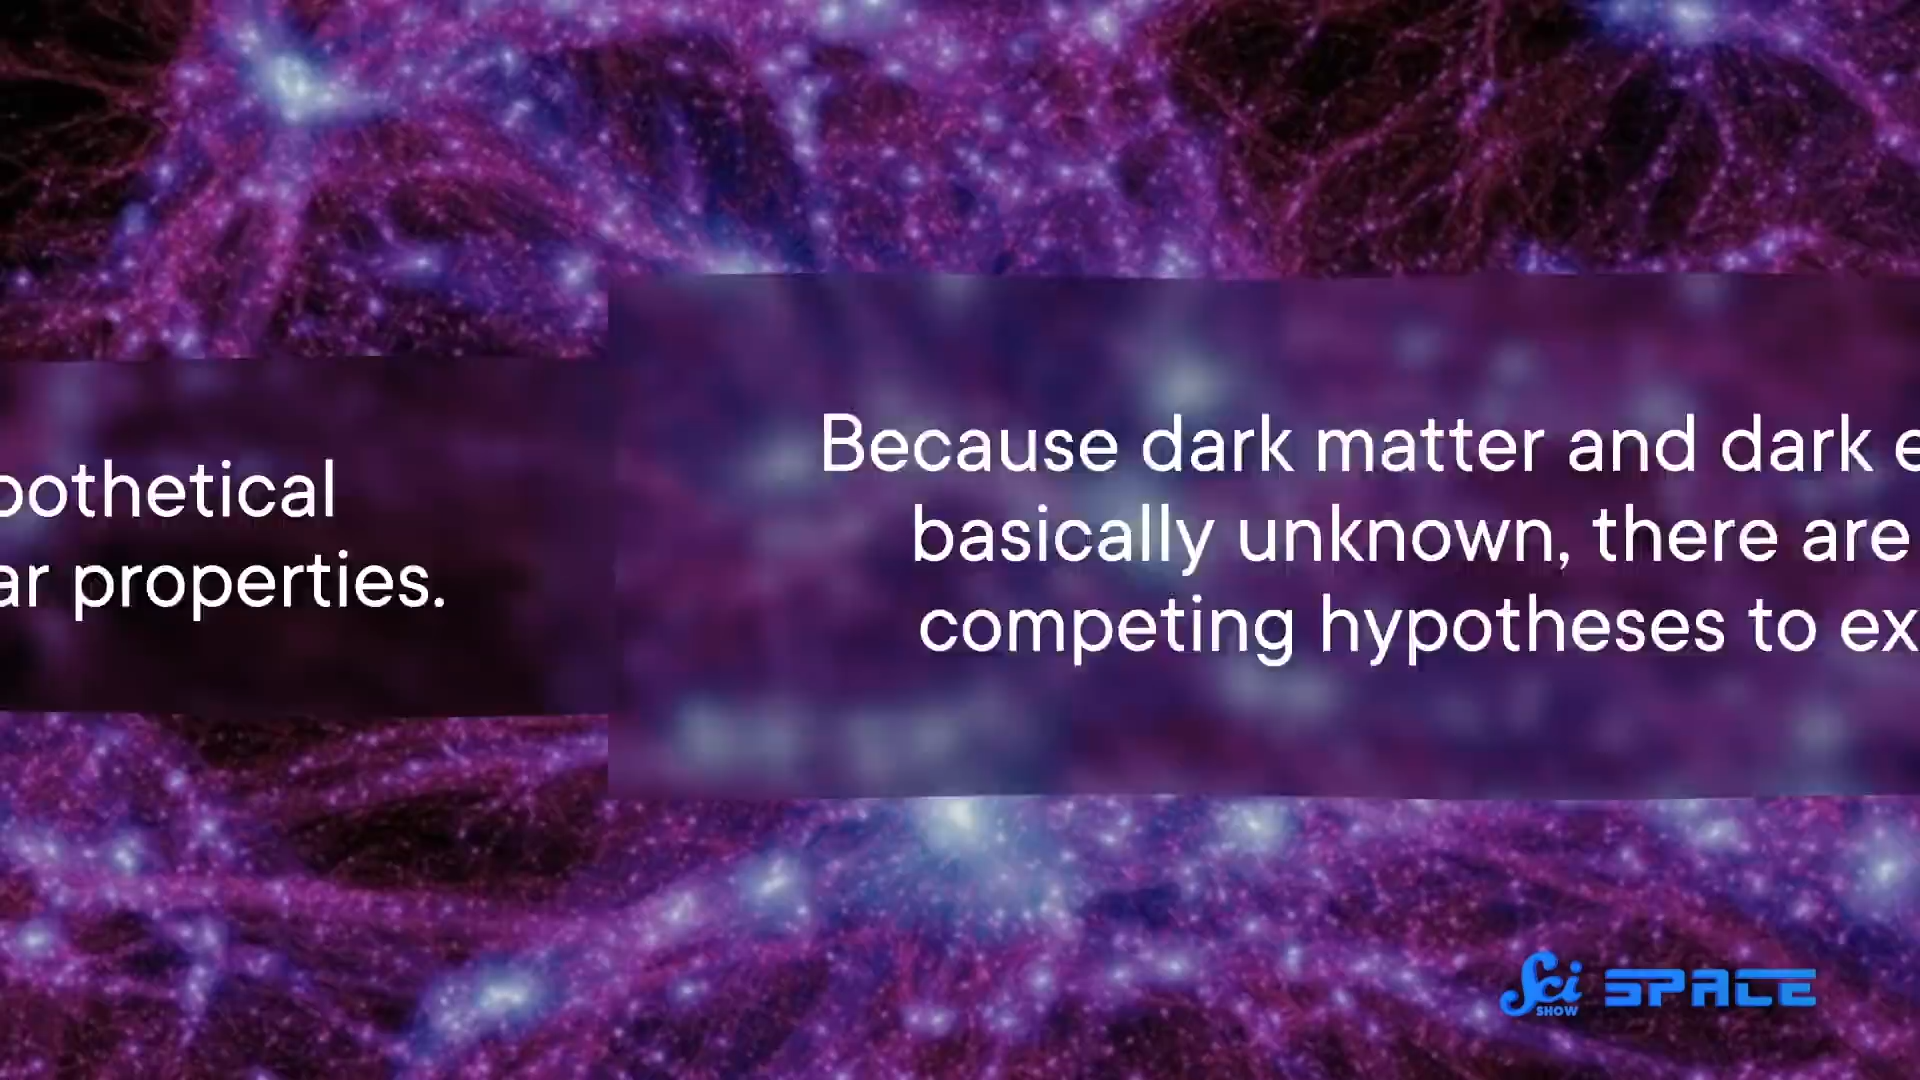 pothetical
ar properties.
Because dark matter and dark e
basically unknown, there are
competing hypotheses to ex
Sci SHOW SPACE